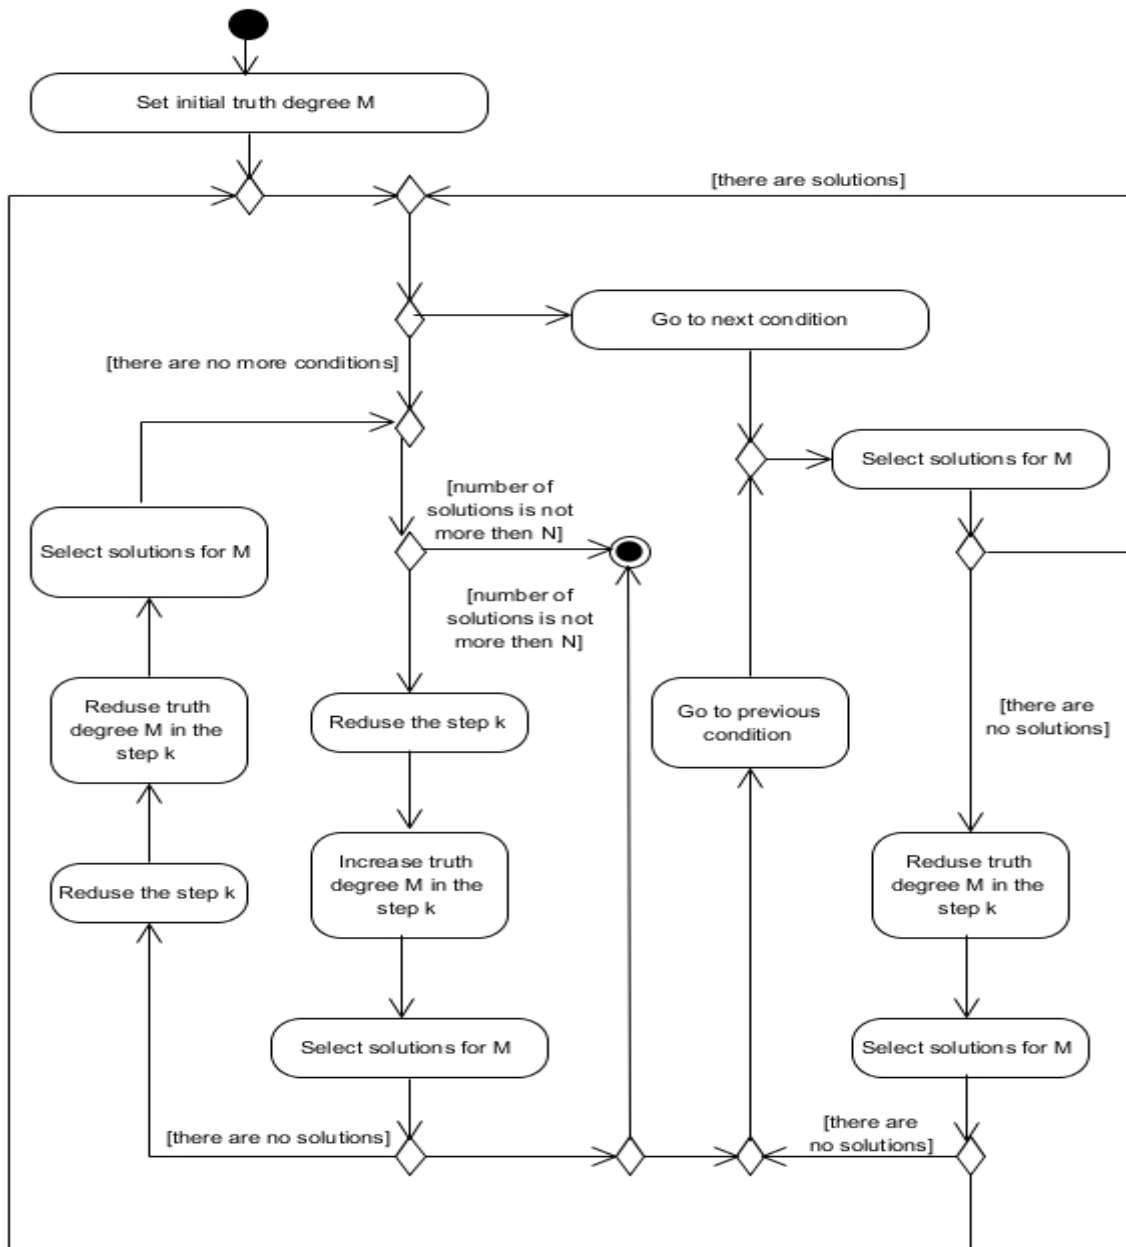 Set initial truth degree M
[there are solutions]
Go to next condition
[there are no more conditions]
Select solutions for M
[number of
solutions is not
more then N]
Select solutions for M
[number of
solutions is not
more then N]
Reduse truth
degree M in the
step k
Reduse the step k
Go to previous
condition
[there are
no solutions]
Reduse the step k
Increase truth
degree M in the
step k
Reduse truth
degree M in the
step k
Select solutions for M
Select solutions for M
[there are no solutions]
[there are
no solutions]